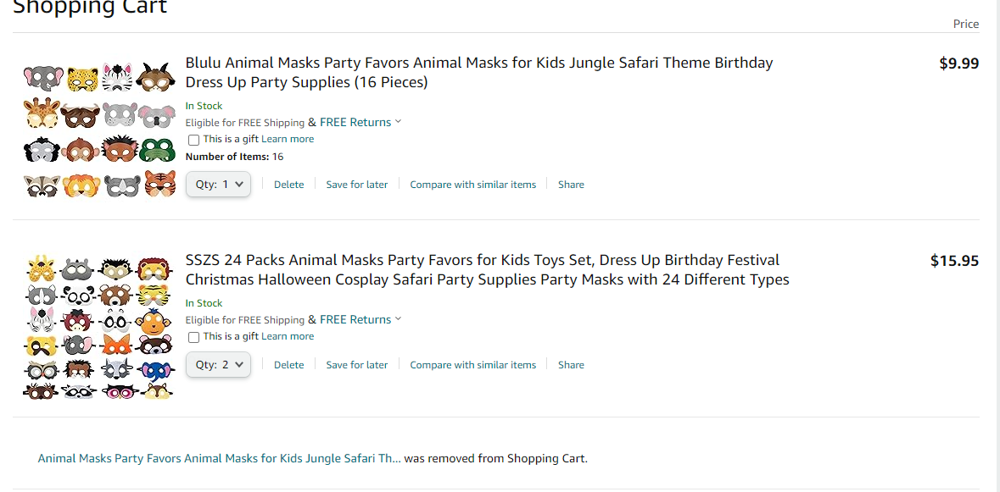 Shopping Cart
Price
Blulu Animal Masks Party Favors Animal Masks for Kids Jungle Safari Theme Birthday
Dress Up Party Supplies (16 Pieces)
$9.99
In Stock
Eligible for FREE Shipping & FREE Returns
This is a gift Learn more
Number of Items: 16
Qty: 1
Delete
Save for later
Compare with similar items
Share
SSZS 24 Packs Animal Masks Party Favors for Kids Toys Set, Dress Up Birthday Festival
Christmas Halloween Cosplay Safari Party Supplies Party Masks with 24 Different Types
$15.95
In Stock
Eligible for FREE Shipping & FREE Returns
This is a gift Learn more
Qty: 2
Delete
Save for later
Compare with similar items
Share
Animal Masks Party Favors Animal Masks for Kids Jungle Safari Th... was removed from Shopping Cart.